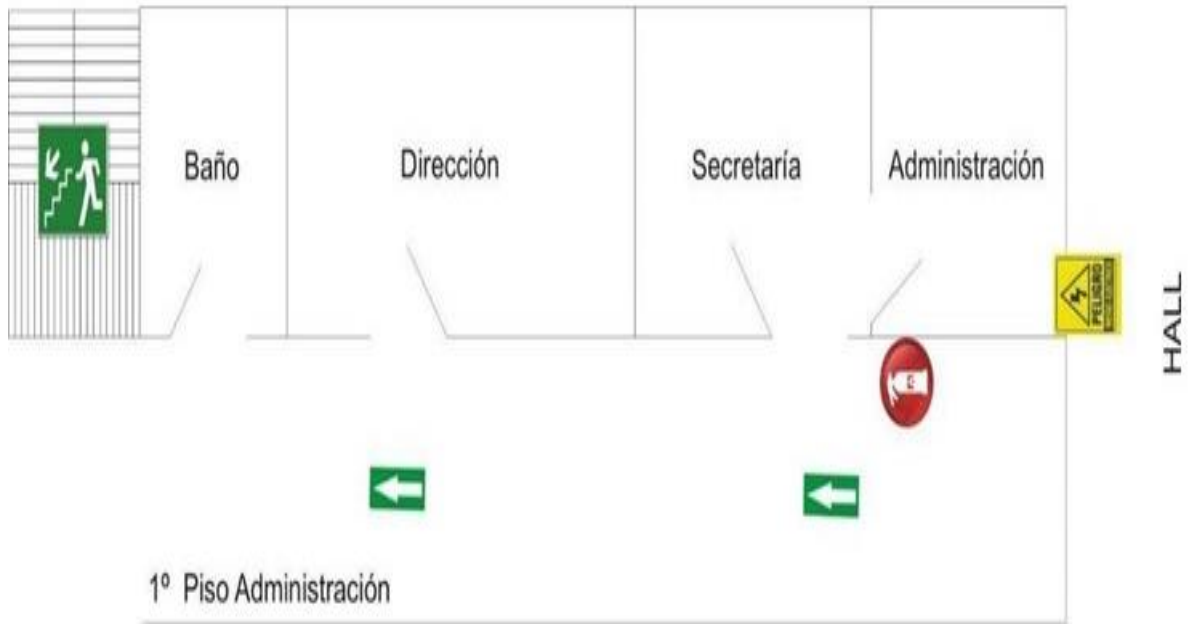 Baño
Dirección
Secretaría
Administración
PELIGRO
HALL
1º Piso Administración